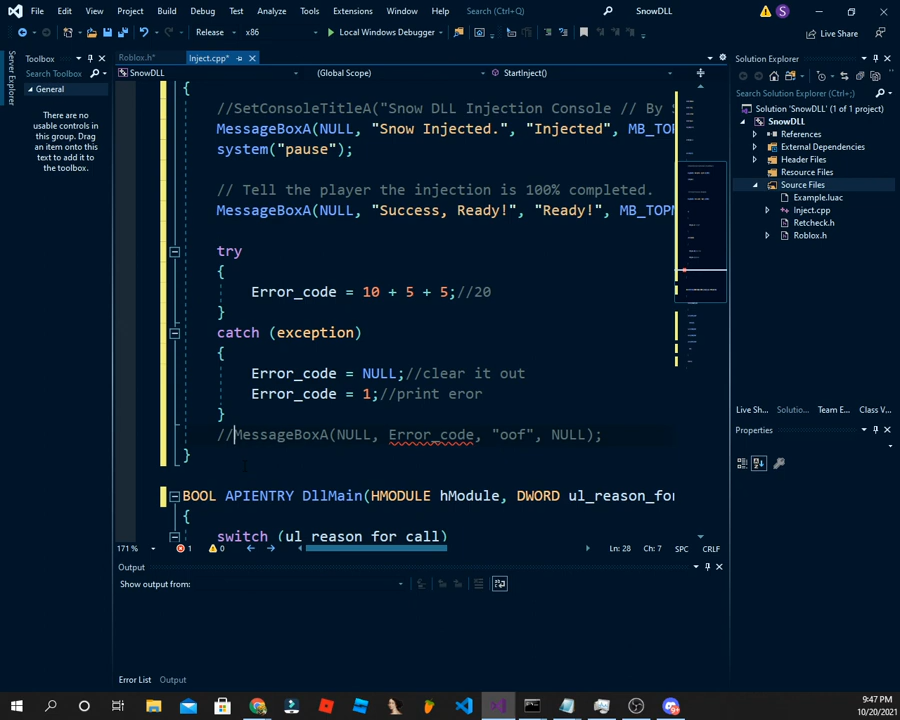 File Edit View Project Build Debug Test Analyze Tools Extensions Window Help Search (Ctrl+Q) SnowDLL S
Release x86 Local Windows Debugger Live Share
Server Explorer
Toolbox
Search Toolbox
General
There are no
usable controls in
this group. Drag
an item onto this
text to add it to
the toolbox.
Roblox.h* Inject.cpp*
SnowDLL (Global Scope) StartInject()
{
//SetConsoleTitleA("Snow DLL Injection Console // By S
MessageBoxA(NULL, "Snow Injected.", "Injected", MB_TOP
system("pause");
// Tell the player the injection is 100% completed.
MessageBoxA(NULL, "Success, Ready!", "Ready!", MB_TOPM
try
{
Error_code = 10 + 5 + 5;//20
}
catch (exception)
{
Error_code = NULL;//clear it out
Error_code = 1;//print eror
}
//MessageBoxA(NULL, Error_code, "oof", NULL);
}
BOOL APIENTRY DllMain(HMODULE hModule, DWORD ul_reason_for
{
switch (ul_reason_for_call)
171 % 1 0 Ln: 28 Ch: 7 SPC CRLF
Output
Show output from:
Error List Output
Solution Explorer
Search Solution Explorer (Ctrl+;)
Solution 'SnowDLL' (1 of 1 project)
SnowDLL
References
External Dependencies
Header Files
Resource Files
Source Files
Example.luac
Inject.cpp
Retcheck.h
Roblox.h
Live Sh... Solutio... Team E... Class V...
Properties
9:47 PM
10/20/2021